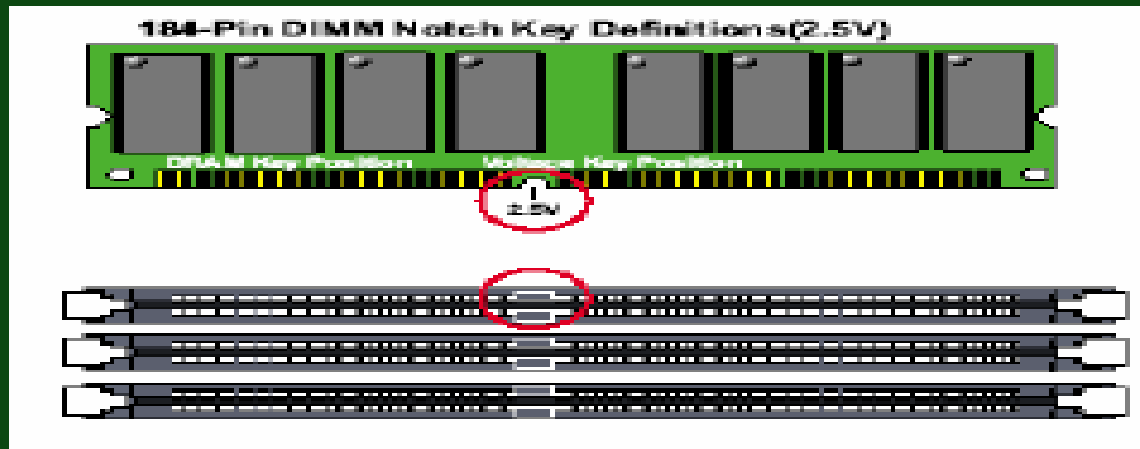 184-Pin DIMM Notch Key Definitions(2.5V)
DRAM Key Position Voltage Key Position
2.5V